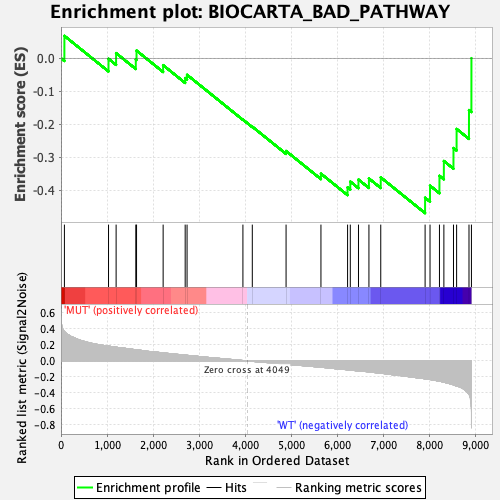 Enrichment plot: BIOCARTA_BAD_PATHWAY
Enrichment score (ES)
0.0
-0.1
-0.2
-0.3
-0.4
'MUT' (positively correlated)
Ranked list metric (Signal2Noise)
0.6
0.4
0.2
0.0
-0.2
-0.4
-0.6
-0.8
Zero cross at 4049
'WT' (negatively correlated)
0 1,000 2,000 3,000 4,000 5,000 6,000 7,000 8,000 9,000
Rank in Ordered Dataset
Enrichment profile Hits Ranking metric scores